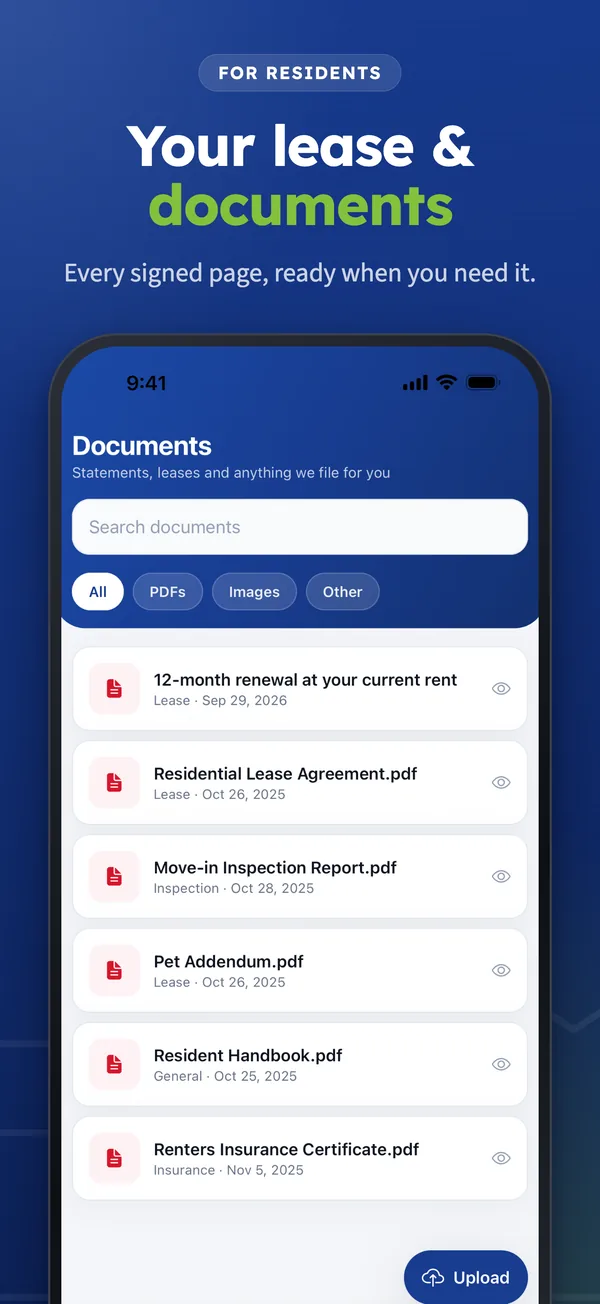 FOR RESIDENTS
Your lease &
documents
Every signed page, ready when you need it.
9:41
Documents
Statements, leases and anything we file for you
Search documents
All
PDFs
Images
Other
12-month renewal at your current rent
Lease · Sep 29, 2026
Residential Lease Agreement.pdf
Lease · Oct 26, 2025
Move-in Inspection Report.pdf
Inspection · Oct 28, 2025
Pet Addendum.pdf
Lease · Oct 26, 2025
Resident Handbook.pdf
General · Oct 25, 2025
Renters Insurance Certificate.pdf
Insurance · Nov 5, 2025
Upload